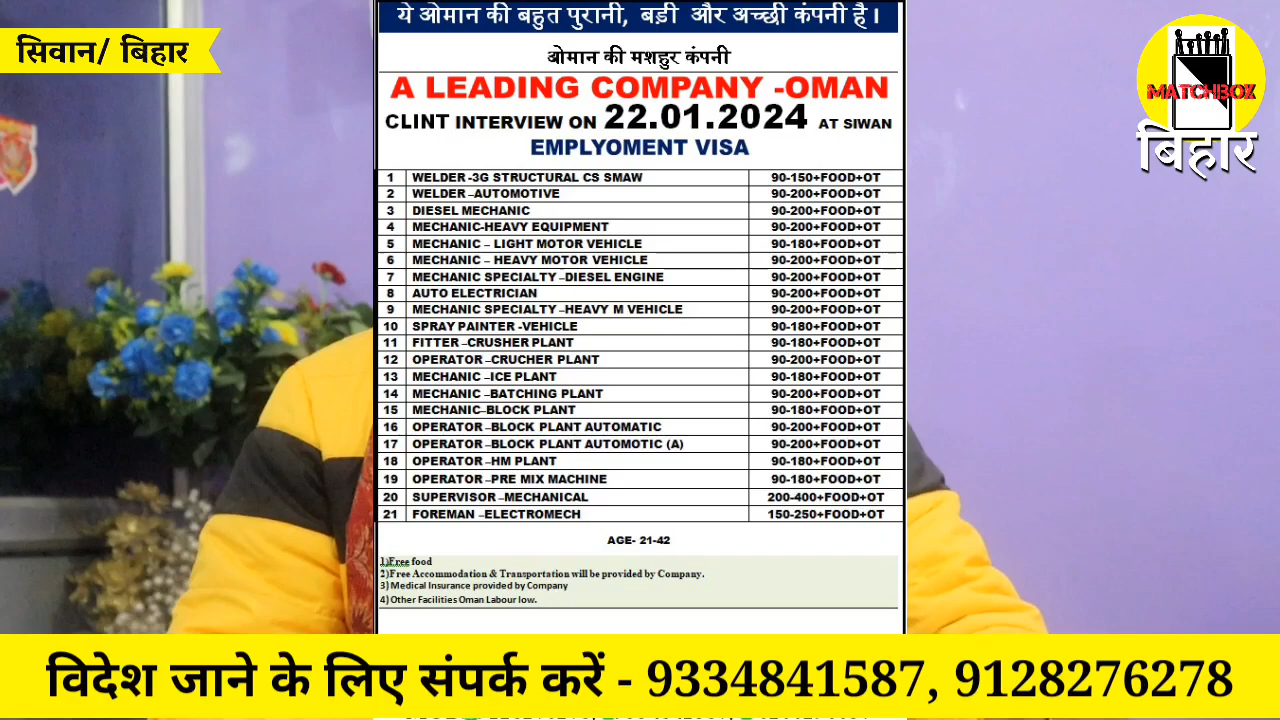 ये ओमान की बहुत पुरानी, बड़ी और अच्छी कंपनी है।
सिवान/ बिहार
ओमान की मशहुर कंपनी
MATCHBOX
बिहार
A LEADING COMPANY -OMAN
CLINT INTERVIEW ON 22.01.2024 AT SIWAN
EMPLYOMENT VISA
1 WELDER -3G STRUCTURAL CS SMAW 90-150+FOOD+OT
2 WELDER –AUTOMOTIVE 90-200+FOOD+OT
3 DIESEL MECHANIC 90-200+FOOD+OT
4 MECHANIC-HEAVY EQUIPMENT 90-200+FOOD+OT
5 MECHANIC – LIGHT MOTOR VEHICLE 90-180+FOOD+OT
6 MECHANIC – HEAVY MOTOR VEHICLE 90-200+FOOD+OT
7 MECHANIC SPECIALTY –DIESEL ENGINE 90-200+FOOD+OT
8 AUTO ELECTRICIAN 90-200+FOOD+OT
9 MECHANIC SPECIALTY –HEAVY M VEHICLE 90-200+FOOD+OT
10 SPRAY PAINTER -VEHICLE 90-180+FOOD+OT
11 FITTER –CRUSHER PLANT 90-180+FOOD+OT
12 OPERATOR –CRUCHER PLANT 90-200+FOOD+OT
13 MECHANIC –ICE PLANT 90-180+FOOD+OT
14 MECHANIC –BATCHING PLANT 90-200+FOOD+OT
15 MECHANIC–BLOCK PLANT 90-180+FOOD+OT
16 OPERATOR –BLOCK PLANT AUTOMATIC 90-200+FOOD+OT
17 OPERATOR –BLOCK PLANT AUTOMOTIC (A) 90-200+FOOD+OT
18 OPERATOR –HM PLANT 90-180+FOOD+OT
19 OPERATOR –PRE MIX MACHINE 90-180+FOOD+OT
20 SUPERVISOR –MECHANICAL 200-400+FOOD+OT
21 FOREMAN –ELECTROMECH 150-250+FOOD+OT
AGE- 21-42
1)Free food
2)Free Accommodation & Transportation will be provided by Company.
3) Medical Insurance provided by Company
4) Other Facilities Oman Labour low.
विदेश जाने के लिए संपर्क करें - 9334841587, 9128276278